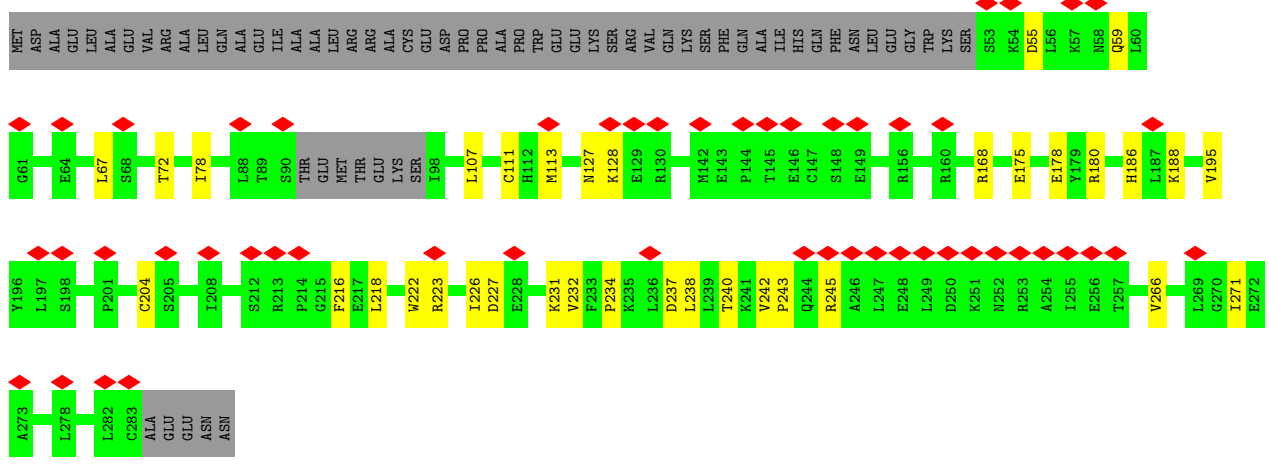 MET ASP ALA GLU LEU ALA GLU VAL ARG ALA LEU GLN ALA GLU ILE ALA ALA LEU ARG ARG ALA CYS GLU ASP PRO PRO ALA PRO TRP GLU GLU LYS SER ARG VAL GLN LYS SER PHE GLN ALA ILE HIS GLN PHE ASN LEU GLU GLY TRP LYS SER S53 K54 D55 L56 K57 N58 Q59 L60
G61 E64 L67 S68 T72 I78 L88 T89 S90 THR GLU MET THR GLU LYS SER I98 L107 C111 H112 M113 N127 K128 E129 R130 M142 E143 P144 T145 E146 C147 S148 E149 R156 R160 R168 E175 E178 Y179 R180 H186 L187 K188 V195
Y196 L197 S198 P201 C204 S205 I208 S212 R213 P214 G215 F216 E217 L218 W222 R223 I226 D227 E228 K231 V232 F233 P234 K235 L236 D237 L238 L239 T240 K241 V242 P243 Q244 R245 A246 L247 E248 L249 D250 K251 N252 R253 A254 I255 E256 T257 V266 L269 G270 I271 E272
A273 L278 L282 C283 ALA GLU GLU ASN ASN